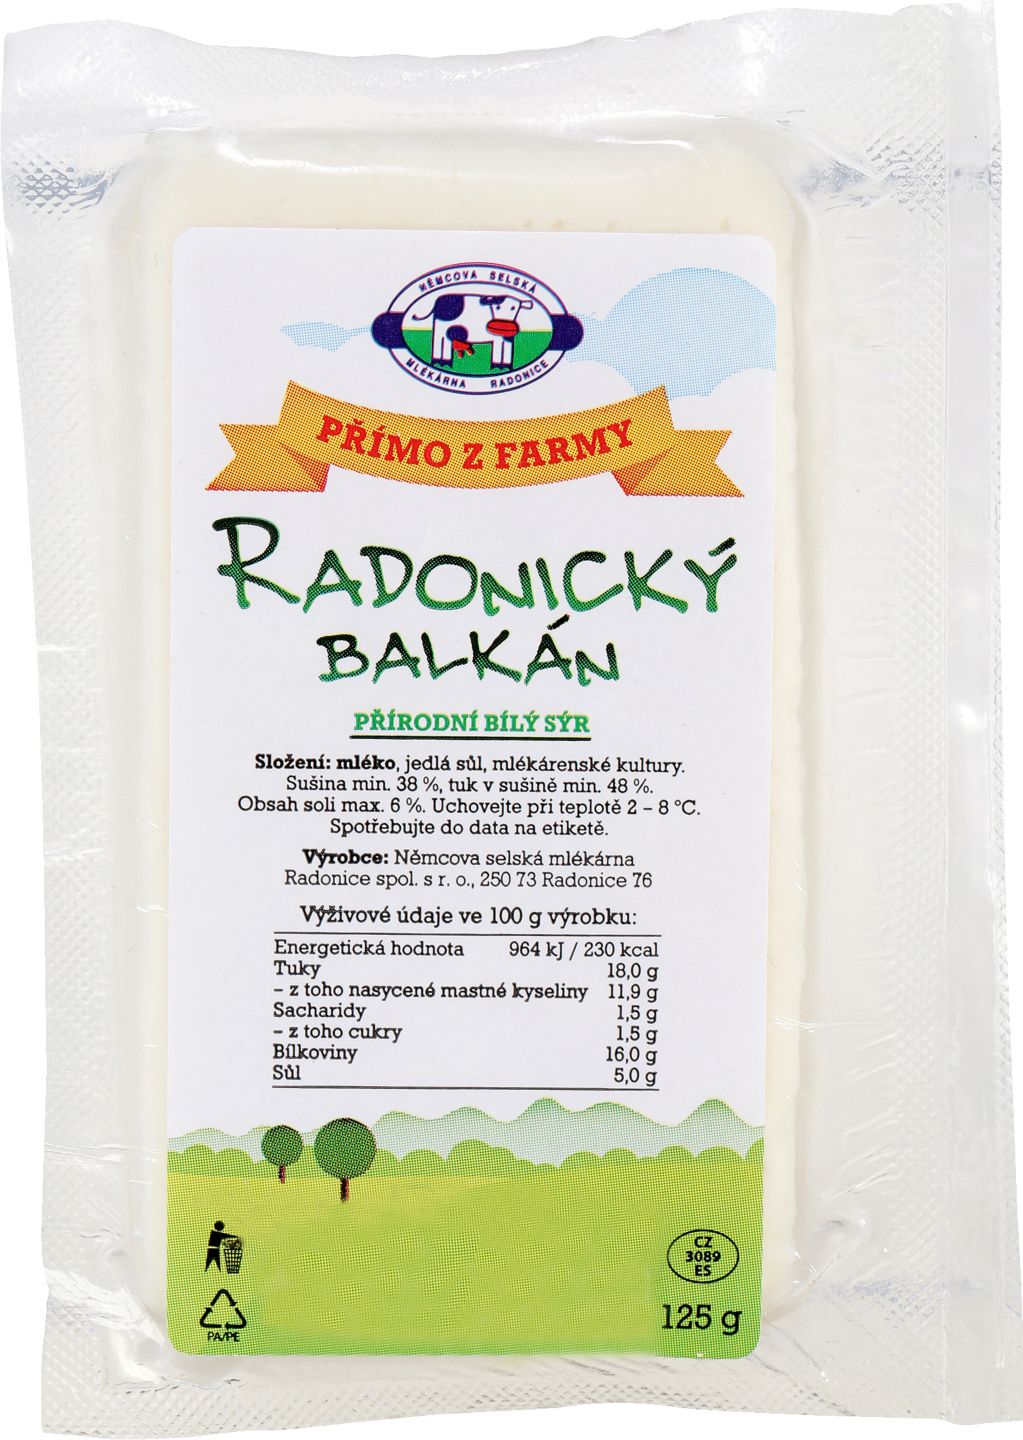 NĚMCOVA SELSKÁ
MLÉKÁRNA RADONICE
PŘÍMO Z FARMY
RADONICKÝ
BALKÁN
PŘÍRODNÍ BÍLÝ SÝR
Složení: mléko, jedlá sůl, mlékárenské kultury.
Sušina min. 38 %, tuk v sušině min. 48 %.
Obsah soli max. 6 %. Uchovejte při teplotě 2 – 8 °C.
Spotřebujte do data na etiketě.
Výrobce: Němcova selská mlékárna
Radonice spol. s r. o., 250 73 Radonice 76
Výživové údaje ve 100 g výrobku:
Energetická hodnota 964 kJ / 230 kcal
Tuky 18,0 g
– z toho nasycené mastné kyseliny 11,9 g
Sacharidy 1,5 g
– z toho cukry 1,5 g
Bílkoviny 16,0 g
Sůl 5,0 g
CZ
3089
ES
PA/PE
125 g